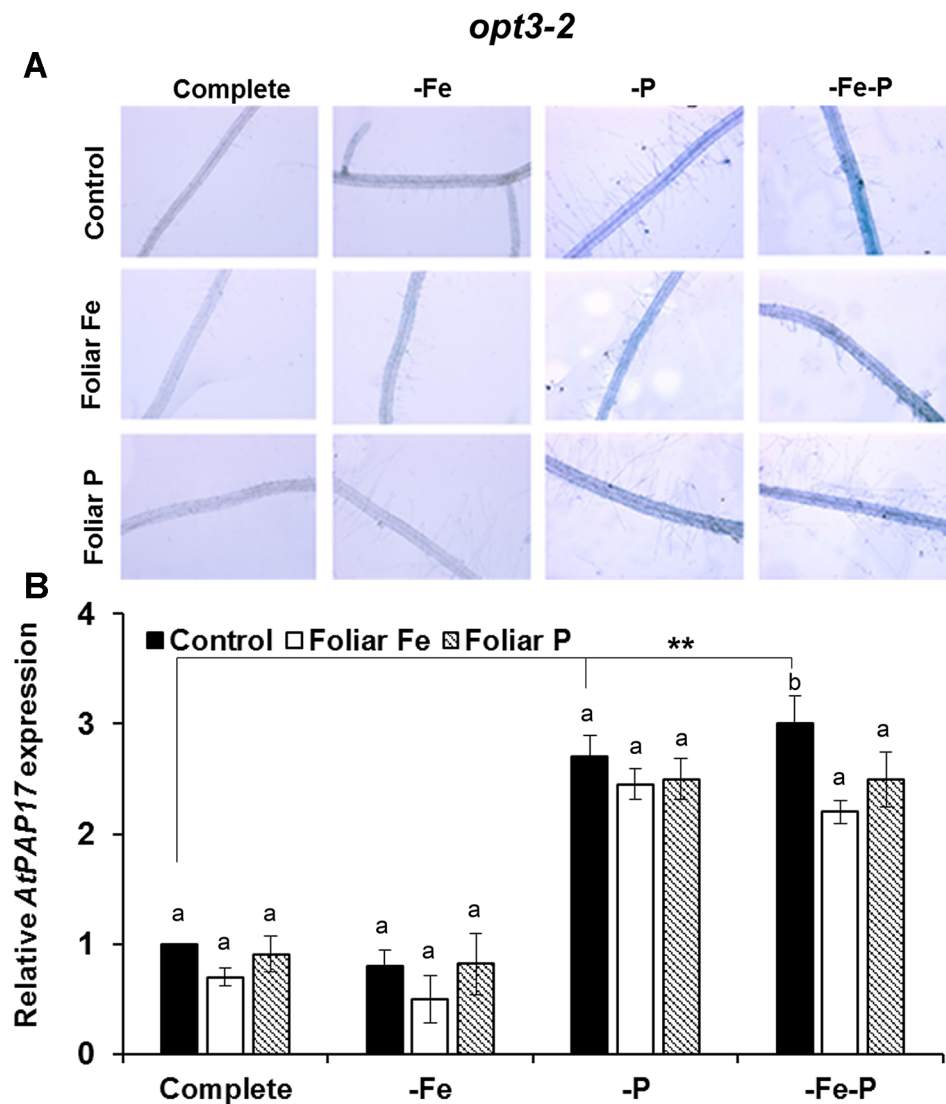 opt3-2
A
Complete -Fe -P -Fe-P
Control
Foliar Fe
Foliar P
B
Relative AtPAP17 expression
4
3
2
1
0
Control Foliar Fe Foliar P
**
a a a
a a a
a a a
b a a
Complete -Fe -P -Fe-P